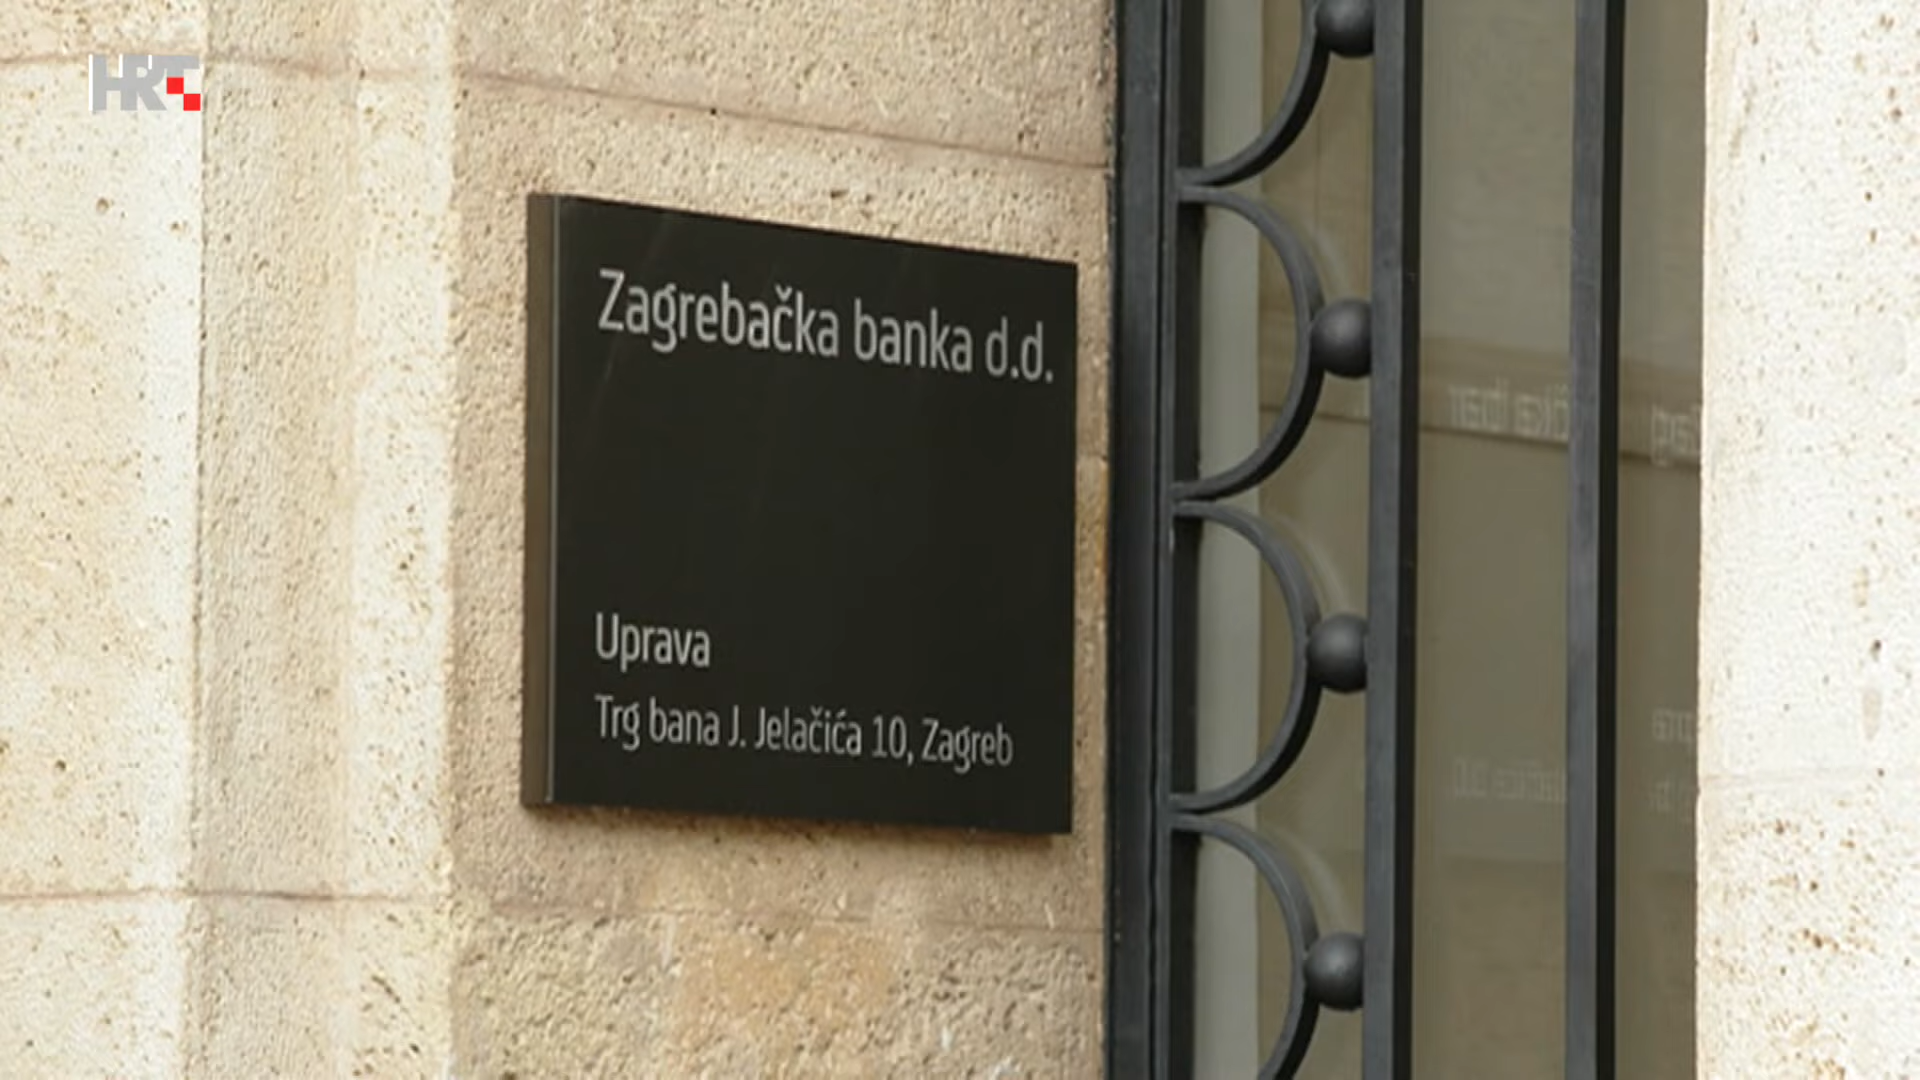 HRT
Zagrebačka banka d.d.
Uprava
Trg bana J. Jelačića 10, Zagreb